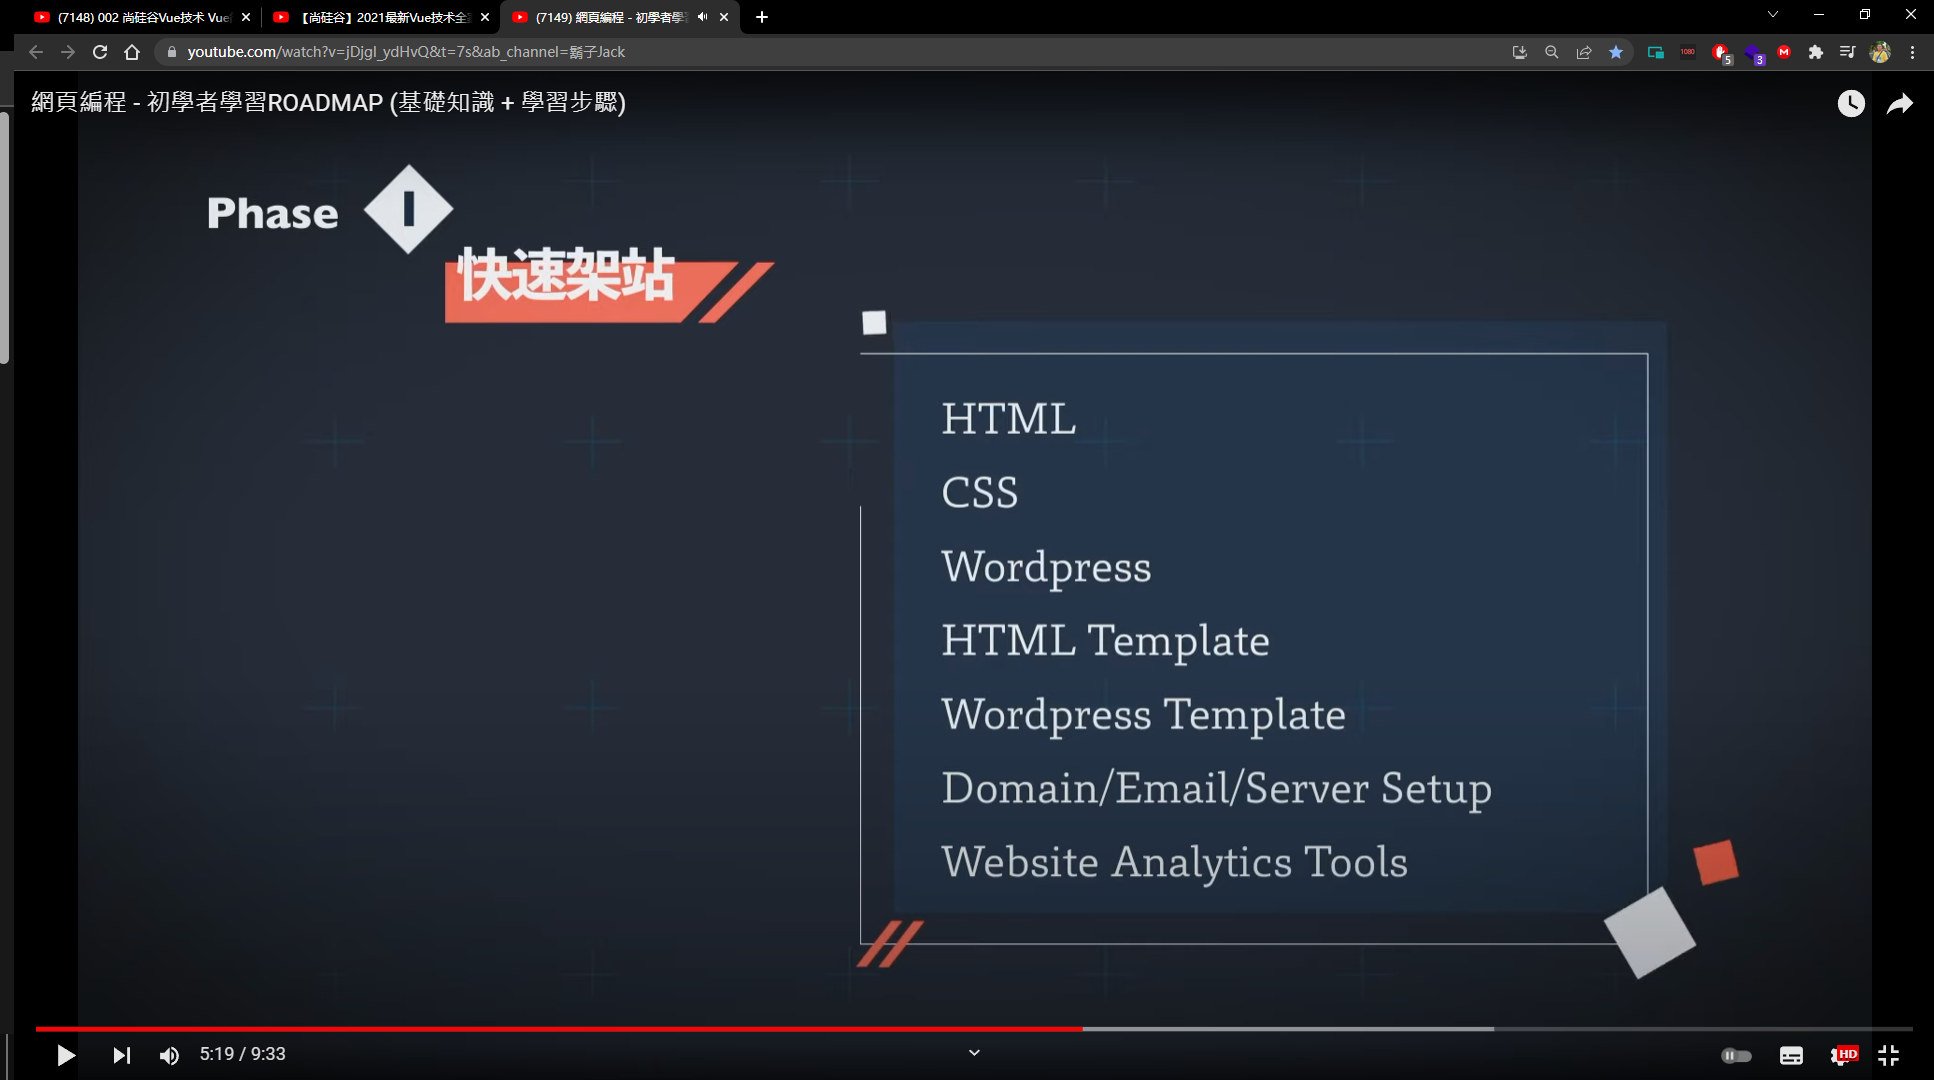 (7148) 002 尚硅谷Vue技术 Vue
【尚硅谷】2021最新Vue技术全
(7149) 網頁編程 - 初學者學習
youtube.com/watch?v=jDjgl_ydHvQ&t=7s&ab_channel=鬍子Jack
1080
5
3
M
網頁編程 - 初學者學習ROADMAP (基礎知識 + 學習步驟)
Phase I
快速架站
HTML
CSS
Wordpress
HTML Template
Wordpress Template
Domain/Email/Server Setup
Website Analytics Tools
5:19 / 9:33
HD